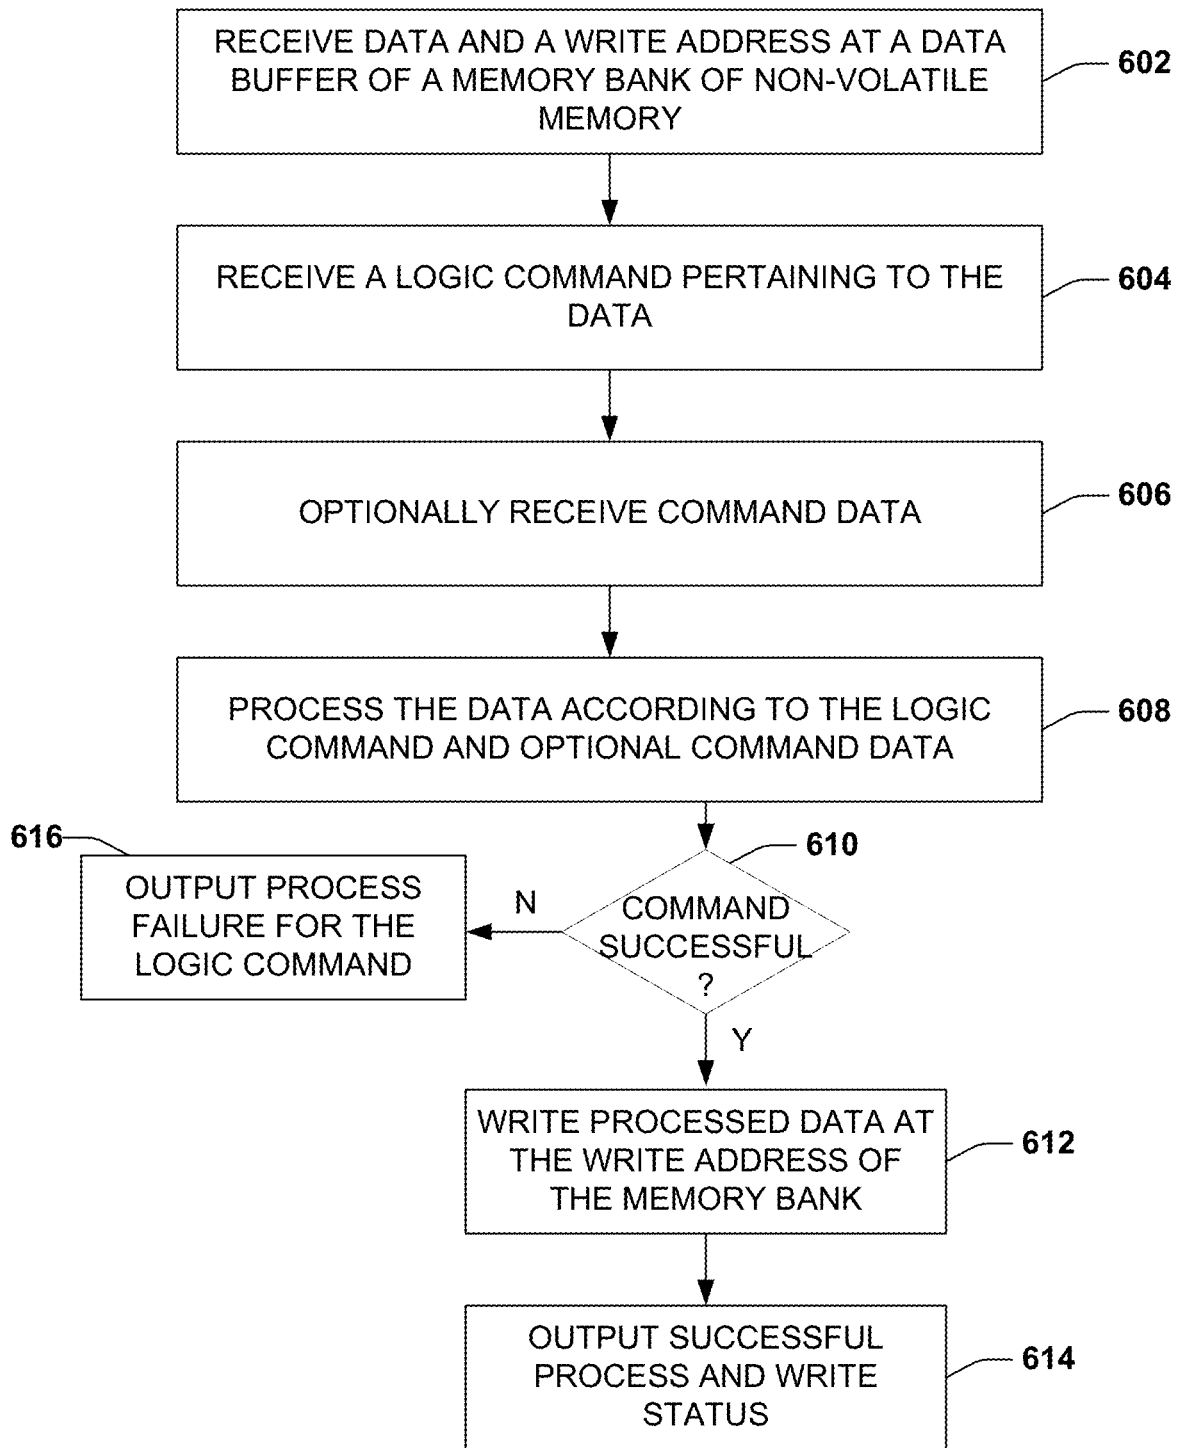 RECEIVE DATA AND A WRITE ADDRESS AT A DATA
BUFFER OF A MEMORY BANK OF NON-VOLATILE
MEMORY
602
RECEIVE A LOGIC COMMAND PERTAINING TO THE
DATA
604
OPTIONALLY RECEIVE COMMAND DATA
606
PROCESS THE DATA ACCORDING TO THE LOGIC
COMMAND AND OPTIONAL COMMAND DATA
608
616
OUTPUT PROCESS
FAILURE FOR THE
LOGIC COMMAND
N
610
COMMAND
SUCCESSFUL
?
Y
WRITE PROCESSED DATA AT
THE WRITE ADDRESS OF
THE MEMORY BANK
612
OUTPUT SUCCESSFUL
PROCESS AND WRITE
STATUS
614